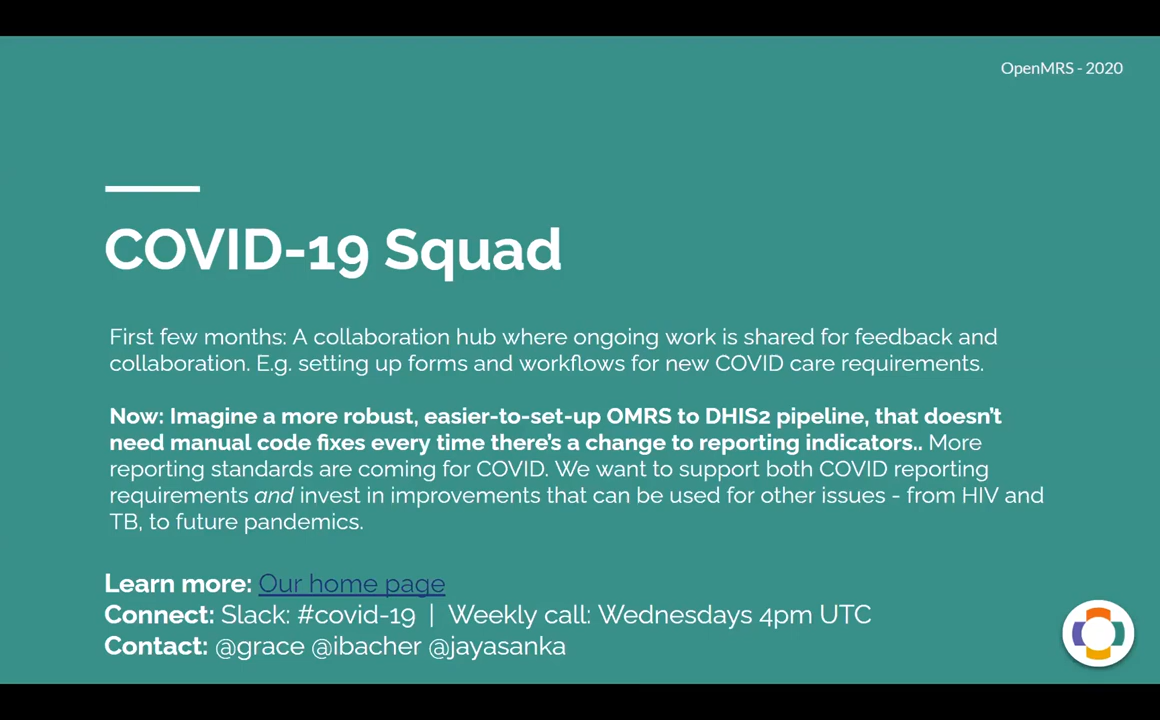 OpenMRS - 2020
COVID-19 Squad
First few months: A collaboration hub where ongoing work is shared for feedback and
collaboration. E.g. setting up forms and workflows for new COVID care requirements.
Now: Imagine a more robust, easier-to-set-up OMRS to DHIS2 pipeline, that doesn't
need manual code fixes every time there's a change to reporting indicators.. More
reporting standards are coming for COVID. We want to support both COVID reporting
requirements and invest in improvements that can be used for other issues - from HIV and
TB, to future pandemics.
Learn more: Our home page
Connect: Slack: #covid-19 | Weekly call: Wednesdays 4pm UTC
Contact: @grace @ibacher @jayasanka